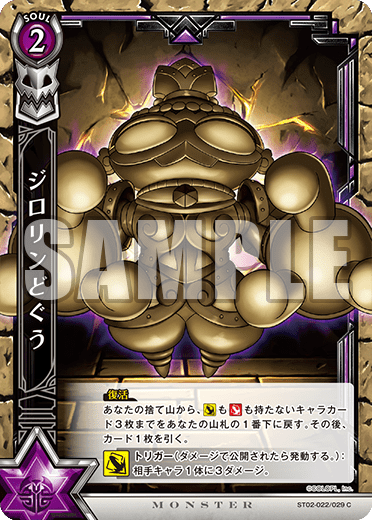 SOUL
2
ジロリンどぐう
SAMPLE
復活
あなたの捨て山から、も も持たないキャラカー
ド3枚までをあなたの山札の1番下に戻す。その後、
カード1枚を引く。
トリガー(ダメージで公開されたら発動する。):
相手キャラ1体に3ダメージ。
©COLOPL, Inc.
MONSTER
ST02-022/029 C